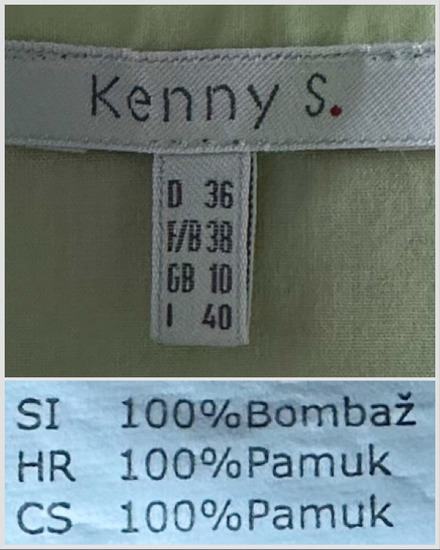 Kenny S.
D 36
F/B 38
GB 10
I 40
SI 100%Bombaž
HR 100%Pamuk
CS 100%Pamuk